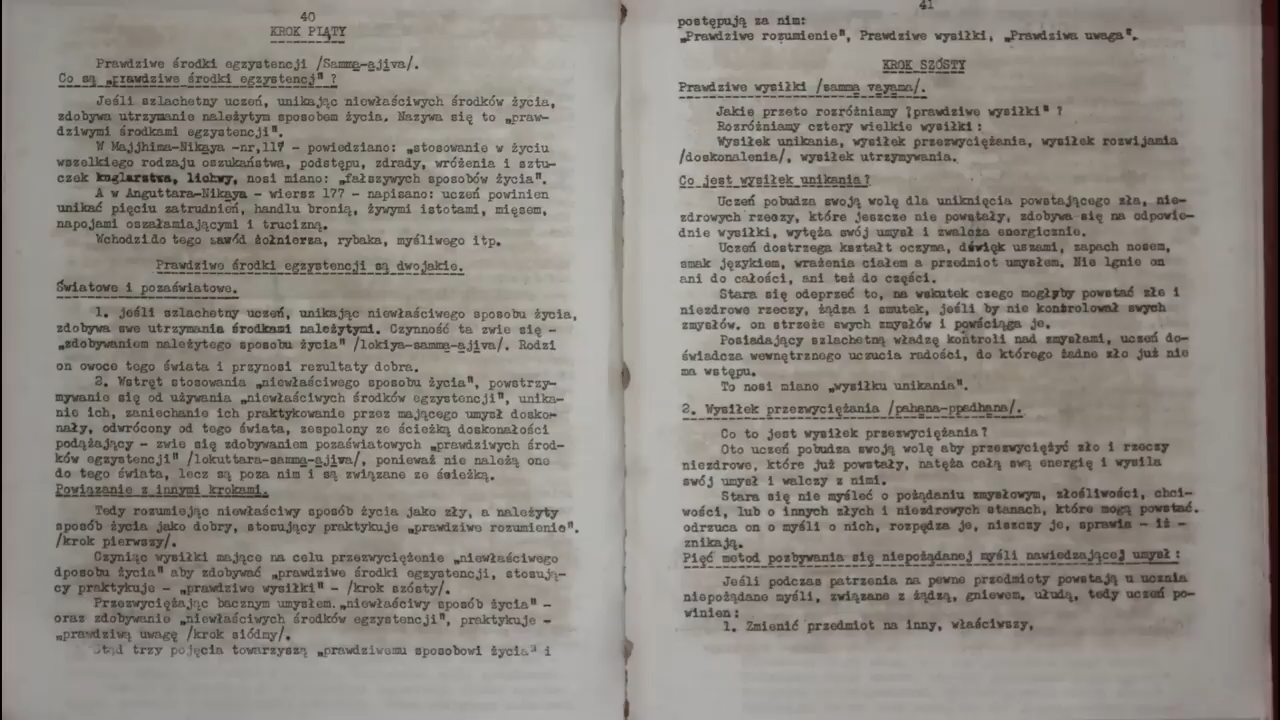 40
KROK PIĄTY
Prawdziwe środki egzystencji /Samma-ajiva/.
Co są „prawdziwe środki egzystencj" ?
Jeśli szlachetny uczeń, unikając niewłaściwych środków życia,
zdobywa utrzymanie należytym sposobem życia. Nazywa się to „praw-
dziwymi środkami egzystencji".
W Majjhima-Nikaya -nr,117 - powiedziano: „stosowanie w życiu
wszelkiego rodzaju oszukaństwa, podstępu, zdrady, wróżenia i sztu-
czek kuglarstwa, lichwy, nosi miano: „fałszywych sposobów życia".
A w Anguttara-Nikaya - wiersz 177 - napisano: uczeń powinien
unikać pięciu zatrudnień, handlu bronią, żywymi istotami, mięsem,
napojami oszałamiającymi i trucizną.
Wchodzi do tego zawód żołnierza, rybaka, myśliwego itp.
Prawdziwe środki egzystencji są dwojakie.
Światowe i pozaświatowe.
1. jeśli szlachetny uczeń, unikając niewłaściwego sposobu życia,
zdobywa swe utrzymania środkami należytymi. Czynność ta zwie się -
„zdobywaniem należytego sposobu życia" /lokiya-samma-ajiva/. Rodzi
on owoce tego świata i przynosi rezultaty dobra.
2. Wstręt stosowania „niewłaściwego sposobu życia", powstrzy-
mywanie się od używania „niewłaściwych środków egzystencji", unika-
nie ich, zaniechanie ich praktykowanie przez mającego umysł dosko-
nały, odwrócony od tego świata, zespolony ze ścieżką doskonałości
podążający - zwie się zdobywaniem pozaświatowych „prawdziwych środ-
ków egzystencji" /lokuttara-samma-ajiva/, ponieważ nie należą one
do tego świata, lecz są poza nim i są związane ze ścieżką.
Powiązanie z innymi krokami.
Tedy rozumiejąc niewłaściwy sposób życia jako zły, a należyty
sposób życia jako dobry, stosujący praktykuje „prawdziwe rozumienie".
/krok pierwszy/.
Czyniąc wysiłki mające na celu przezwyciężenie „niewłaściwego
dposobu życia" aby zdobywać „prawdziwe środki egzystencji, stosują-
cy praktykuje - „prawdziwe wysiłki" - /krok szósty/.
Przezwyciężając bacznym umysłem.„niewłaściwy sposób życia" -
oraz zdobywanie „niewłaściwych środków egzystencji", praktykuje -
„prawdziwą uwagę /krok siódmy/.
Stąd trzy pojęcia towarzyszą „prawdziwemu sposobowi życia" i
41
postępują za nim:
„Prawdziwe rozumienie", Prawdziwe wysiłki, „Prawdziwa uwaga".
KROK SZÓSTY
Prawdziwe wysiłki /samma vayama/.
Jakie przeto rozróżniamy ?prawdziwe wysiłki" ?
Rozróżniamy cztery wielkie wysiłki:
Wysiłek unikania, wysiłek przezwyciężania, wysiłek rozwijania
/doskonalenia/, wysiłek utrzymywania.
Co jest wysiłek unikania?
Uczeń pobudza swoją wolę dla uniknięcia powstającego zła, nie-
zdrowych rzeczy, które jeszcze nie powstały, zdobywa się na odpowie-
dnie wysiłki, wytęża swój umysł i zwalcza energicznie.
Uczeń dostrzega kształt oczyma, dźwięk uszami, zapach nosem,
smak językiem, wrażenia ciałem a przedmiot umysłem. Nie lgnie on
ani do całości, ani też do części.
Stara się odeprzeć to, na wskutek czego mogłyby powstać złe i
niezdrowe rzeczy, żądza i smutek, jeśli by nie kontrolował swych
zmysłów. on strzeże swych zmysłów i powściąga je.
Posiadający szlachetną władzę kontroli nad zmysłami, uczeń do-
świadcza wewnętrznego uczucia radości, do którego żadne zło już nie
ma wstępu.
To nosi miano „wysiłku unikania".
2. Wysiłek przezwyciężania /pahana-ppadhana/.
Co to jest wysiłek przezwyciężania?
Oto uczeń pobudza swoją wolę aby przezwyciężyć zło i rzeczy
niezdrowe, które już powstały, natęża całą swą energię i wysila
swój umysł i walczy z nimi.
Stara się nie myśleć o pożądaniu zmysłowym, złośliwości, chci-
wości, lub o innych złych i niezdrowych stanach, które mogą powstać.
odrzuca on o myśli o nich, rozpędza je, niszczy je, sprawia - iż -
znikają.
Pięć metod pozbywania się niepożądanej myśli nawiedzającej umysł:
Jeśli podczas patrzenia na pewne przedmioty powstają u ucznia
niepożądane myśli, związane z żądzą, gniewem, ułudą, tedy uczeń po-
winien:
1. Zmienić przedmiot na inny, właściwszy,